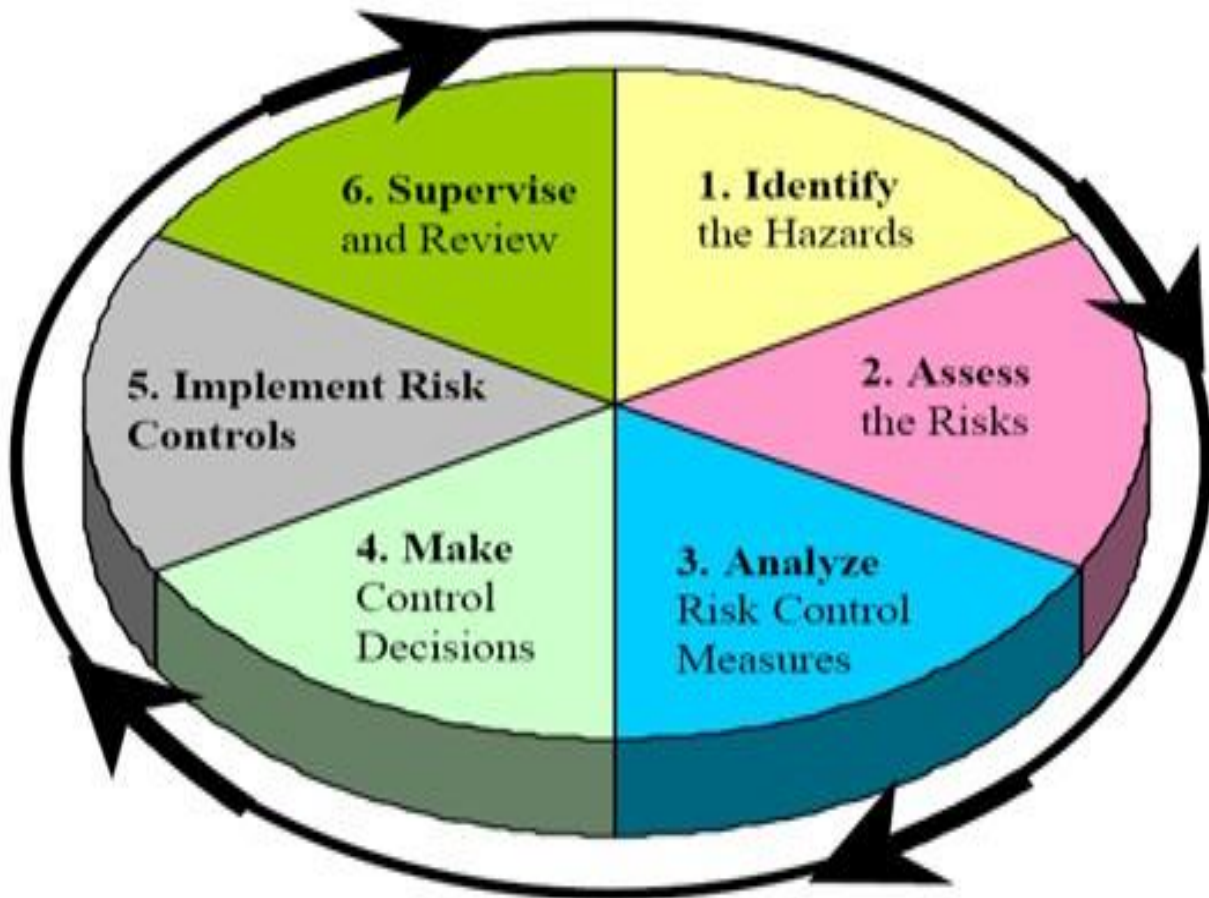 1. Identify
the Hazards
2. Assess
the Risks
3. Analyze
Risk Control
Measures
4. Make
Control
Decisions
5. Implement Risk
Controls
6. Supervise
and Review